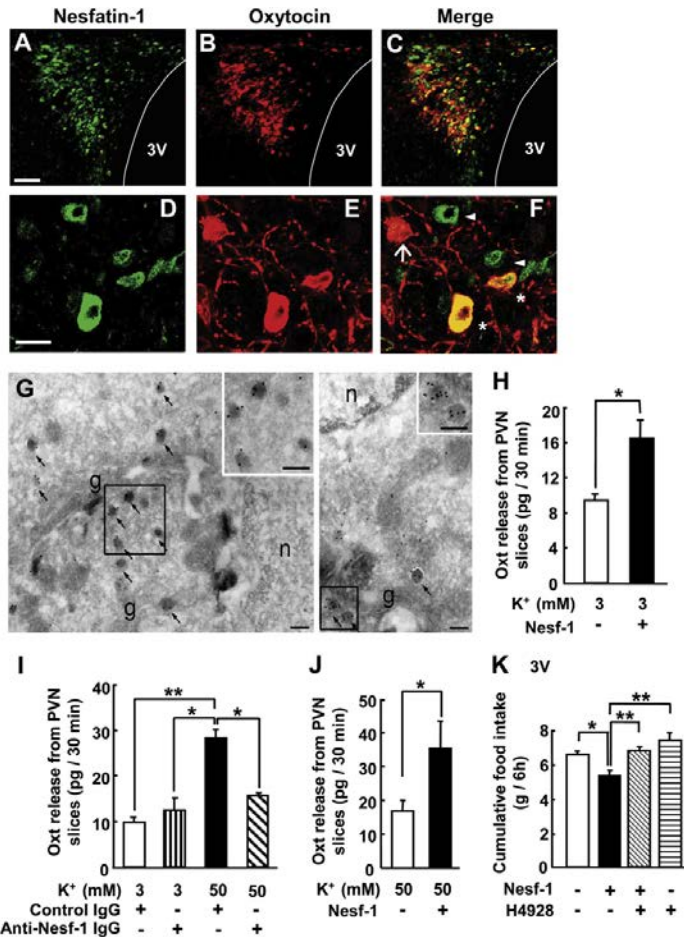 Nesfatin-1 Oxytocin Merge
A B C
3V 3V 3V
D E F
* *
G
g n
g
n
g
H
*
Oxt release from PVN
slices (pg / 30 min)
20
16
12
8
4
0
K⁺ (mM) 3 3
Nesf-1 - +
I
** * *
Oxt release from PVN
slices (pg / 30 min)
40
30
20
10
0
K⁺ (mM) 3 3 50 50
Control IgG + - + -
Anti-Nesf-1 IgG - + - +
J
*
Oxt release from PVN
slices (pg / 30 min)
50
40
30
20
10
0
K⁺ (mM) 50 50
Nesf-1 - +
K 3V
* ** **
Cumulative food intake
(g / 6h)
8
6
4
2
0
Nesf-1 - + + -
H4928 - - + +